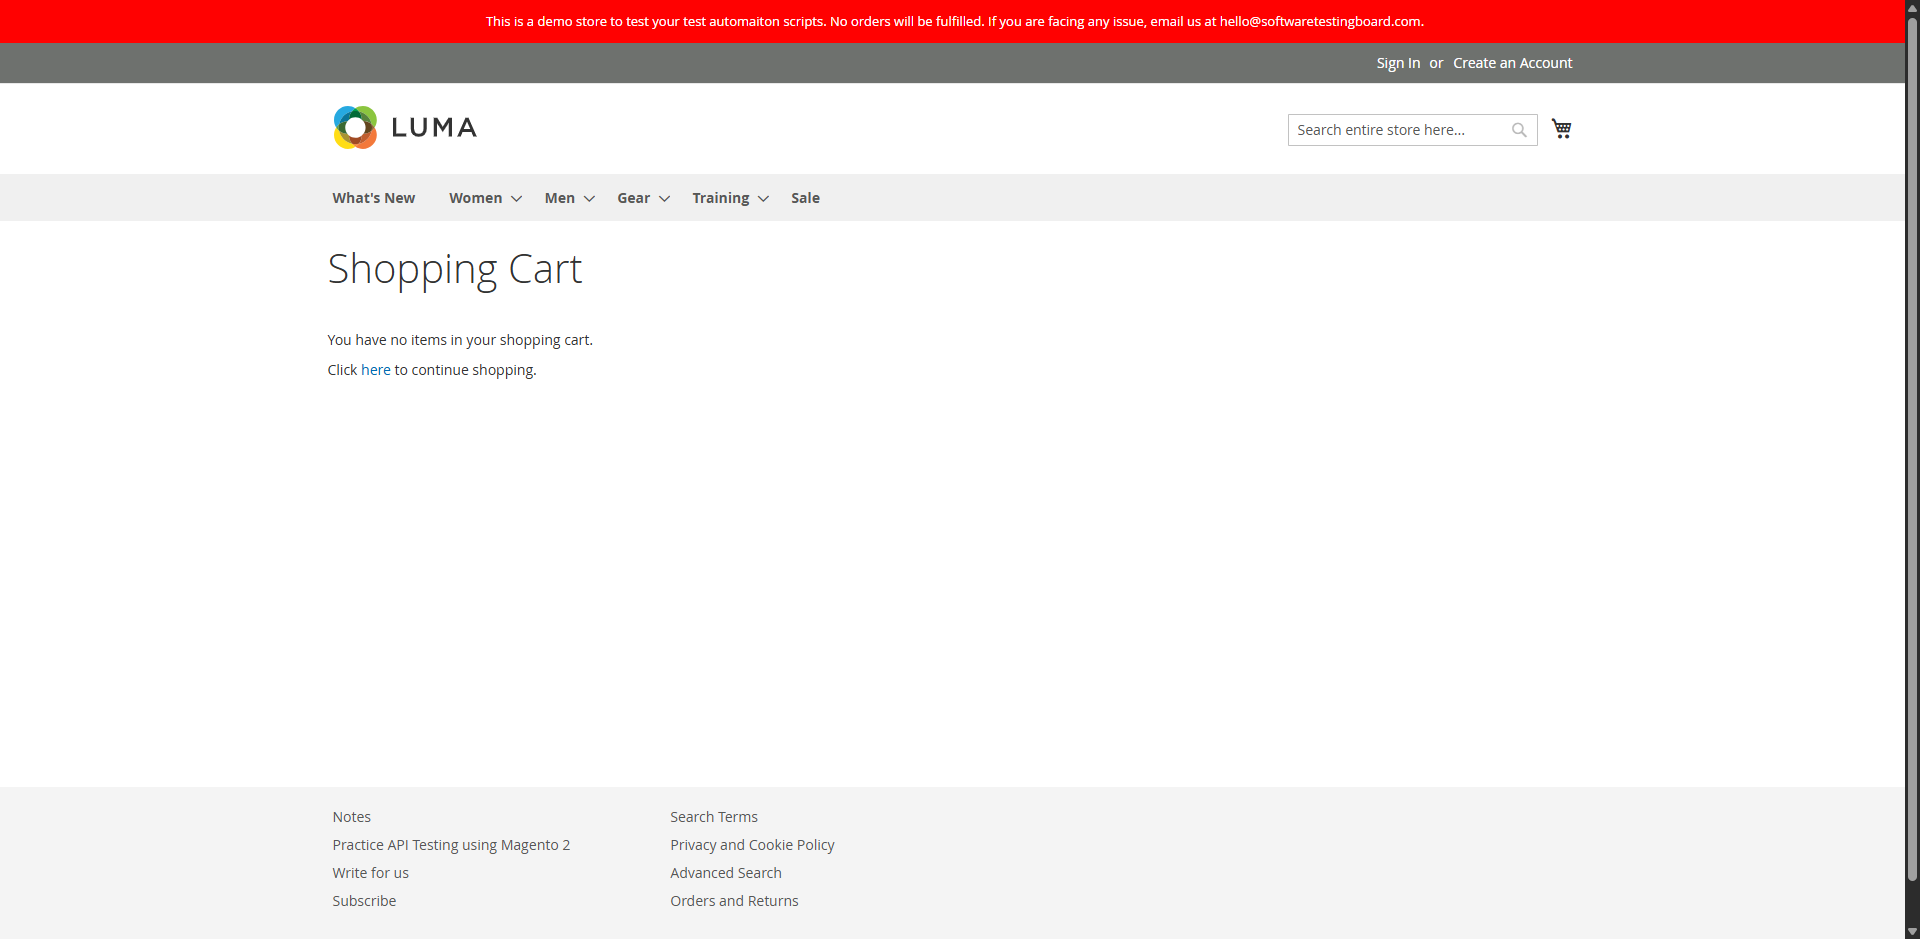 This is a demo store to test your test automaiton scripts. No orders will be fulfilled. If you are facing any issue, email us at hello@softwaretestingboard.com.
Sign In or Create an Account
LUMA
Search entire store here...
What's New Women Men Gear Training Sale
Shopping Cart
You have no items in your shopping cart.
Click here to continue shopping.
Notes
Practice API Testing using Magento 2
Write for us
Subscribe
Search Terms
Privacy and Cookie Policy
Advanced Search
Orders and Returns